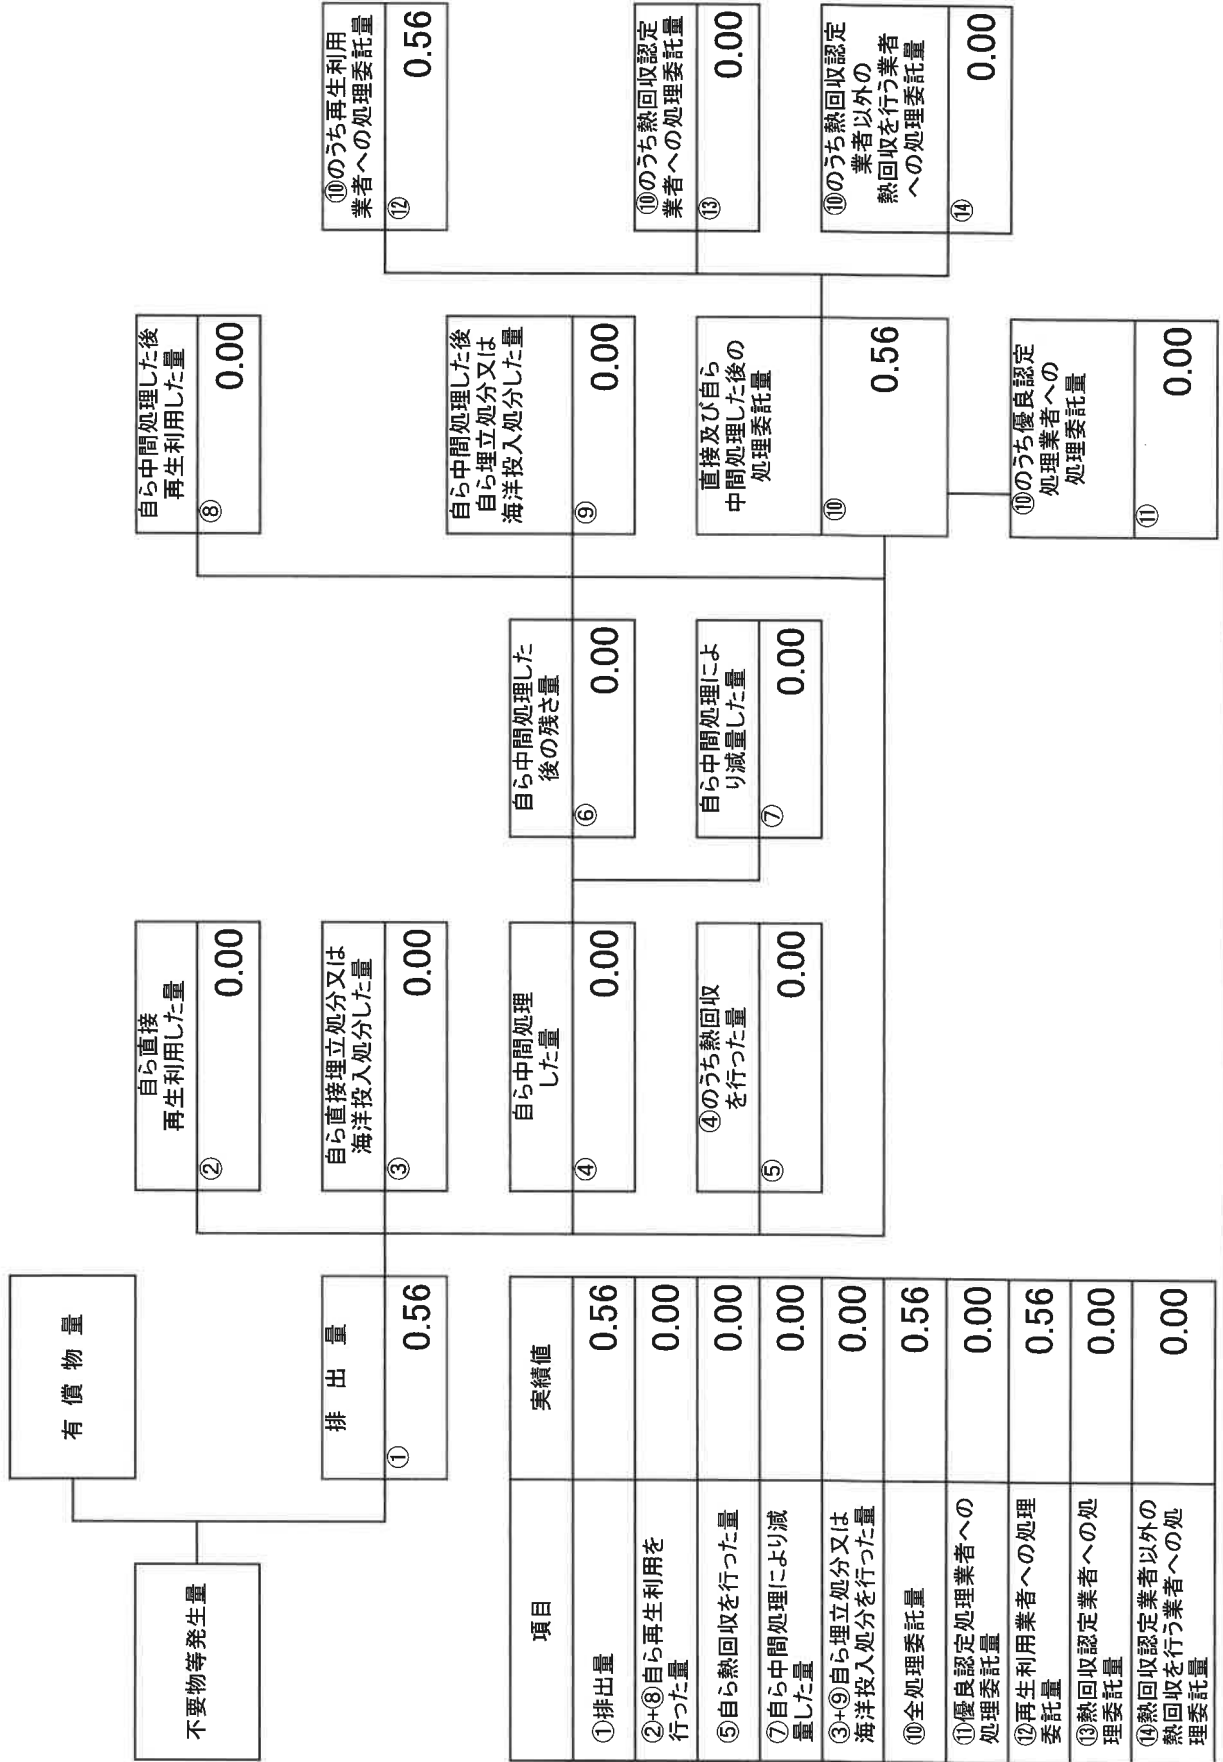 有償物量
不要物等発生量
排出量
①
0.56
自ら直接
再生利用した量
②
0.00
自ら直接埋立処分又は
海洋投入処分した量
③
0.00
自ら中間処理
した量
④
0.00
④のうち熱回収
を行った量
⑤
0.00
自ら中間処理した
後の残さ量
⑥
0.00
自ら中間処理によ
り減量した量
⑦
0.00
自ら中間処理した後
再生利用した量
⑧
0.00
自ら中間処理した後
自ら埋立処分又は
海洋投入処分した量
⑨
0.00
直接及び自ら
中間処理した後の
処理委託量
⑩
0.56
⑩のうち優良認定
処理業者への
処理委託量
⑪
0.00
⑩のうち再生利用
業者への処理委託量
⑫
0.56
⑩のうち熱回収認定
業者への処理委託量
⑬
0.00
⑩のうち熱回収認定
業者以外の
熱回収を行う業者
への処理委託量
⑭
0.00
項目 実績値
①排出量 0.56
②+⑧自ら再生利用を
行った量 0.00
⑤自ら熱回収を行った量 0.00
⑦自ら中間処理により減
量した量 0.00
③+⑨自ら埋立処分又は
海洋投入処分を行った量 0.00
⑩全処理委託量 0.56
⑪優良認定処理業者への
処理委託量 0.00
⑫再生利用業者への処理
委託量 0.56
⑬熱回収認定業者への処
理委託量 0.00
⑭熱回収認定業者以外の
熱回収を行う業者への処
理委託量 0.00